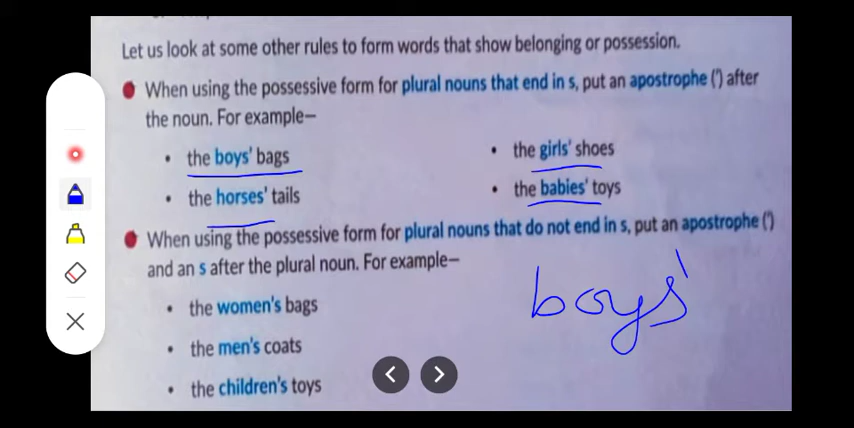 Let us look at some other rules to form words that show belonging or possession.
When using the possessive form for plural nouns that end in s, put an apostrophe (') after
the noun. For example—
• the boys' bags
• the girls' shoes
• the horses' tails
• the babies' toys
When using the possessive form for plural nouns that do not end in s, put an apostrophe (')
and an s after the plural noun. For example—
• the women's bags
boys'
• the men's coats
• the children's toys